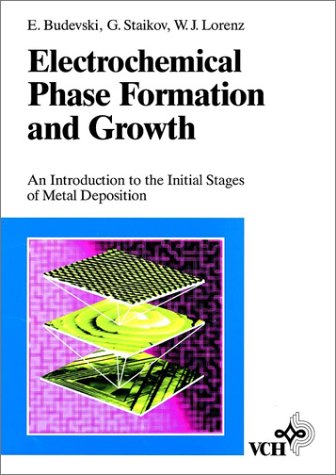 E. Budevski, G. Staikov, W. J. Lorenz
Electrochemical
Phase Formation
and Growth
An Introduction to the Initial Stages
of Metal Deposition
VCH